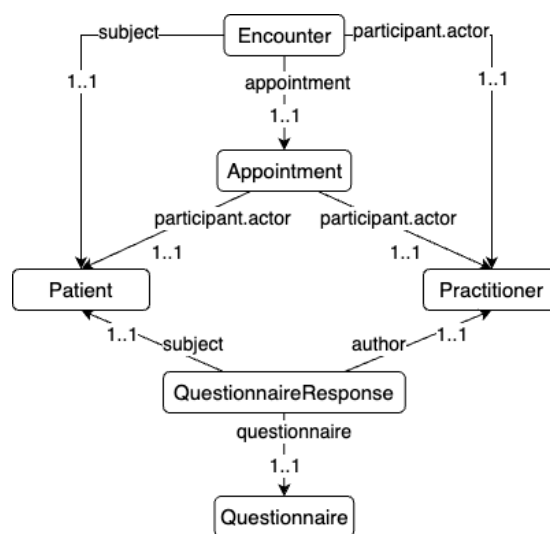 subject
Encounter
participant.actor
1..1
appointment
1..1
1..1
Appointment
participant.actor
participant.actor
1..1
1..1
Patient
Practitioner
1..1
subject
author
1..1
QuestionnaireResponse
questionnaire
1..1
Questionnaire